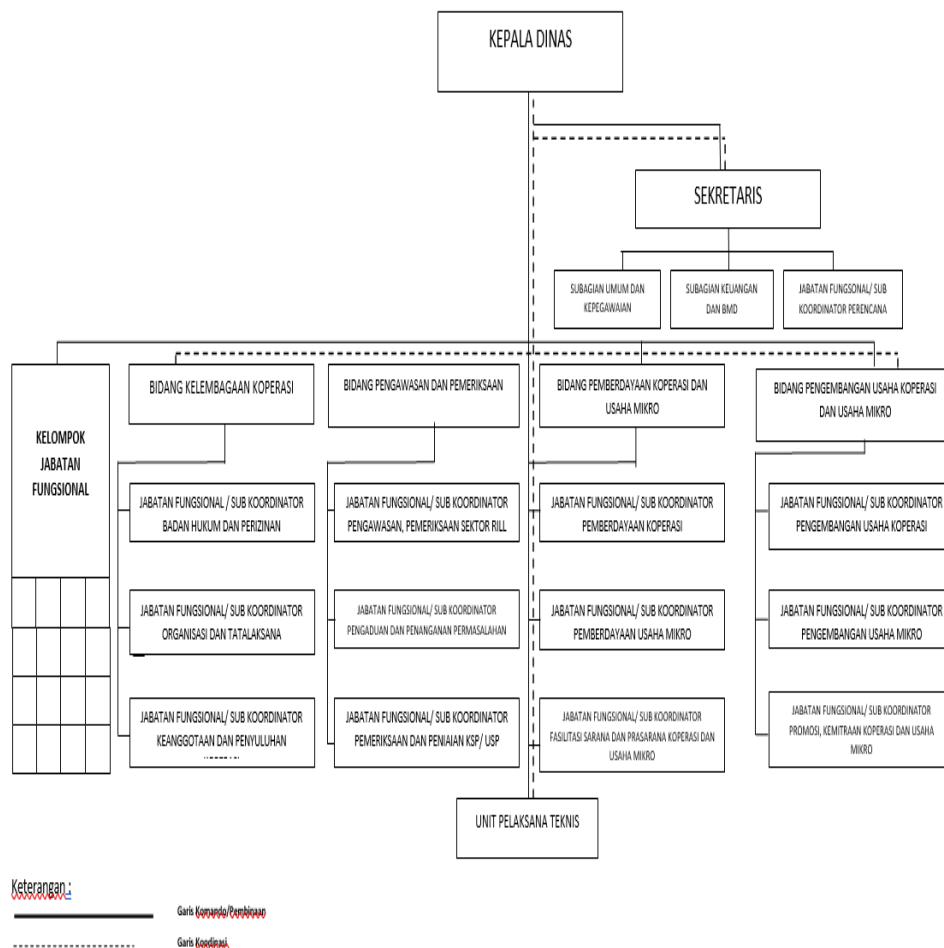 KEPALA DINAS
SEKRETARIS
SUBAGIAN UMUM DAN
KEPEGAWAIAN
SUBAGIAN KEUANGAN
DAN BMD
JABATAN FUNGSONAL/ SUB
KOORDINATOR PERENCANA
KELOMPOK
JABATAN
FUNGSIONAL
BIDANG KELEMBAGAAN KOPERASI
BIDANG PENGAWASAN DAN PEMERIKSAAN
BIDANG PEMBERDAYAAN KOPERASI DAN
USAHA MIKRO
BIDANG PENGEMBANGAN USAHA KOPERASI
DAN USAHA MIKRO
JABATAN FUNGSIONAL / SUB KOORDINATOR
BADAN HUKUM DAN PERIZINAN
JABATAN FUNGSIONAL/ SUB KOORDINATOR
PENGAWASAN, PEMERIKSAAN SEKTOR RILL
JABATAN FUNGSIONAL/ SUB KOORDINATOR
PEMBERDAYAAN KOPERASI
JABATAN FUNGSIONAL/ SUB KOORDINATOR
PENGEMBANGAN USAHA KOPERASI
JABATAN FUNGSIONAL/ SUB KOORDINATOR
ORGANISASI DAN TATALAKSANA
JABATAN FUNGSIONAL/ SUB KOORDINATOR
PENGADUAN DAN PENANGANAN PERMASALAHAN
JABATAN FUNGSIONAL/ SUB KOORDINATOR
PEMBERDAYAAN USAHA MIKRO
JABATAN FUNGSIONAL/ SUB KOORDINATOR
PENGEMBANGAN USAHA MIKRO
JABATAN FUNGSIONAL/ SUB KOORDINATOR
KEANGGOTAAN DAN PENYULUHAN
JABATAN FUNGSIONAL/ SUB KOORDINATOR
PEMERIKSAAN DAN PENIAIAN KSP/ USP
JABATAN FUNGSIONAL/ SUB KOORDINATOR
FASILITASI SARANA DAN PRASARANA KOPERASI DAN
USAHA MIKRO
JABATAN FUNGSIONAL/ SUB KOORDINATOR
PROMOSI, KEMITRAAN KOPERASI DAN USAHA
MIKRO
UNIT PELAKSANA TEKNIS
Keterangan :
Garis Komando/Pembinaan
Garis Koodinasi